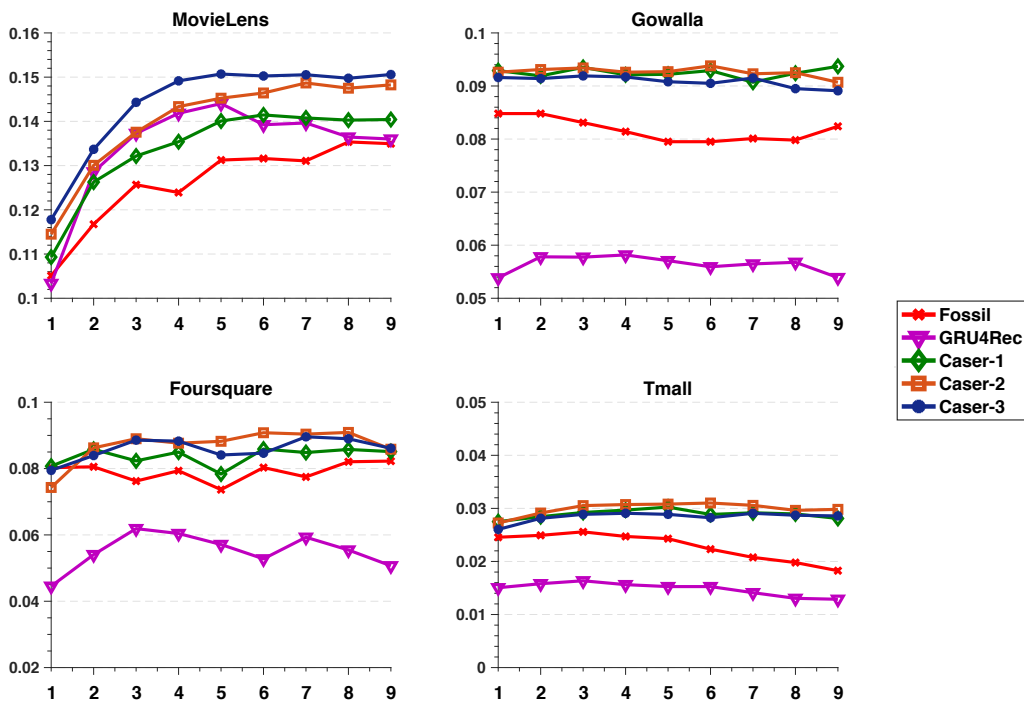 MovieLens
0.16
0.15
0.14
0.13
0.12
0.11
0.1
1 2 3 4 5 6 7 8 9
Gowalla
0.1
0.09
0.08
0.07
0.06
0.05
1 2 3 4 5 6 7 8 9
Foursquare
0.1
0.08
0.06
0.04
0.02
1 2 3 4 5 6 7 8 9
Tmall
0.05
0.04
0.03
0.02
0.01
0
1 2 3 4 5 6 7 8 9
Fossil
GRU4Rec
Caser-1
Caser-2
Caser-3